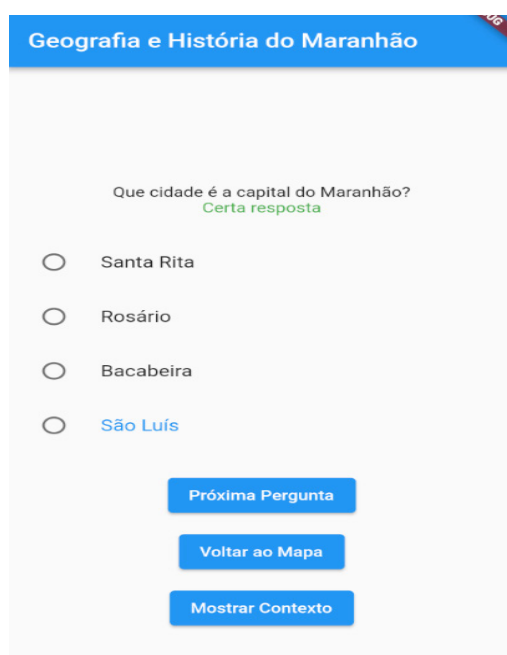 Geografia e História do Maranhão
Que cidade é a capital do Maranhão?
Certa resposta
Santa Rita
Rosário
Bacabeira
São Luís
Próxima Pergunta
Voltar ao Mapa
Mostrar Contexto